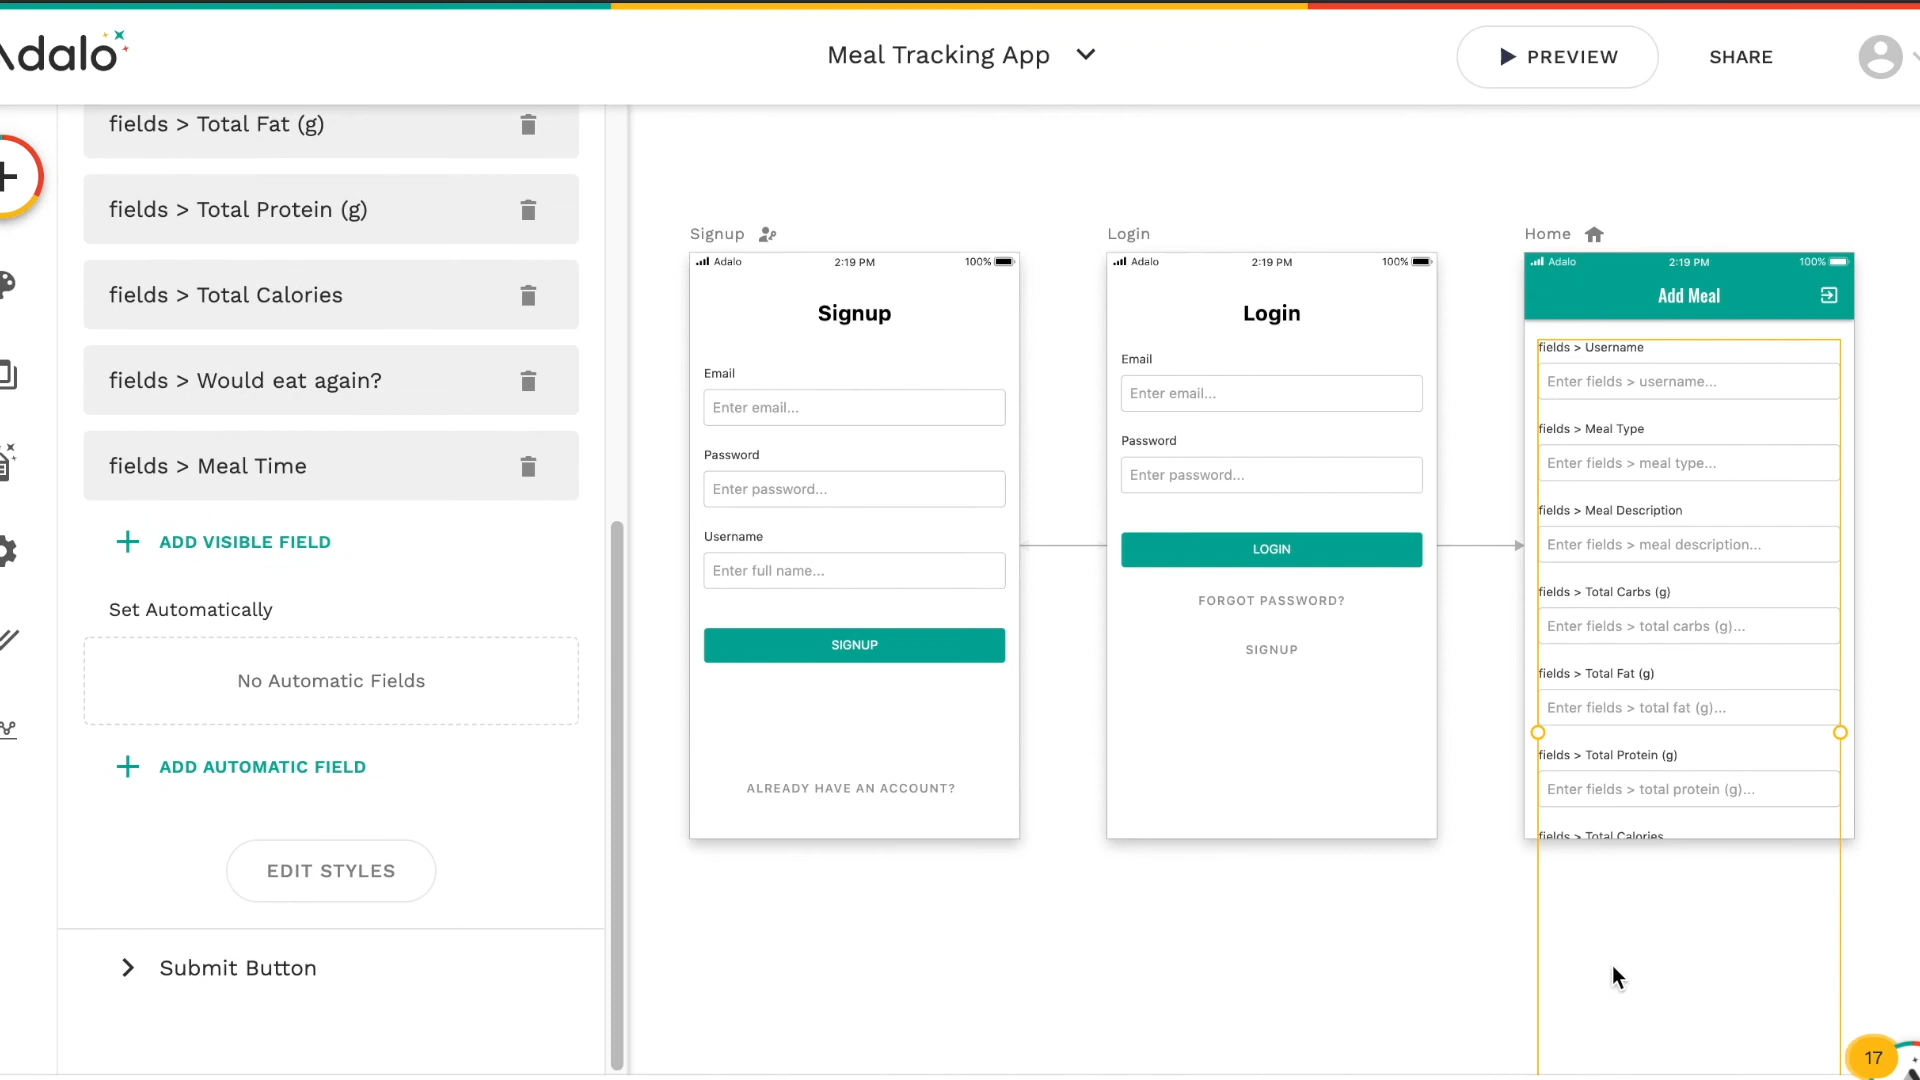 Adalo
Meal Tracking App
PREVIEW
SHARE
fields > Total Fat (g)
fields > Total Protein (g)
fields > Total Calories
fields > Would eat again?
fields > Meal Time
ADD VISIBLE FIELD
Set Automatically
No Automatic Fields
ADD AUTOMATIC FIELD
EDIT STYLES
Submit Button
Signup
Adalo 2:19 PM 100%
Signup
Email
Enter email...
Password
Enter password...
Username
Enter full name...
SIGNUP
ALREADY HAVE AN ACCOUNT?
Login
Adalo 2:19 PM 100%
Login
Email
Enter email...
Password
Enter password...
LOGIN
FORGOT PASSWORD?
SIGNUP
Home
Adalo 2:19 PM 100%
Add Meal
fields > Username
Enter fields > username...
fields > Meal Type
Enter fields > meal type...
fields > Meal Description
Enter fields > meal description...
fields > Total Carbs (g)
Enter fields > total carbs (g)...
fields > Total Fat (g)
Enter fields > total fat (g)...
fields > Total Protein (g)
Enter fields > total protein (g)...
fields > Total Calories
17